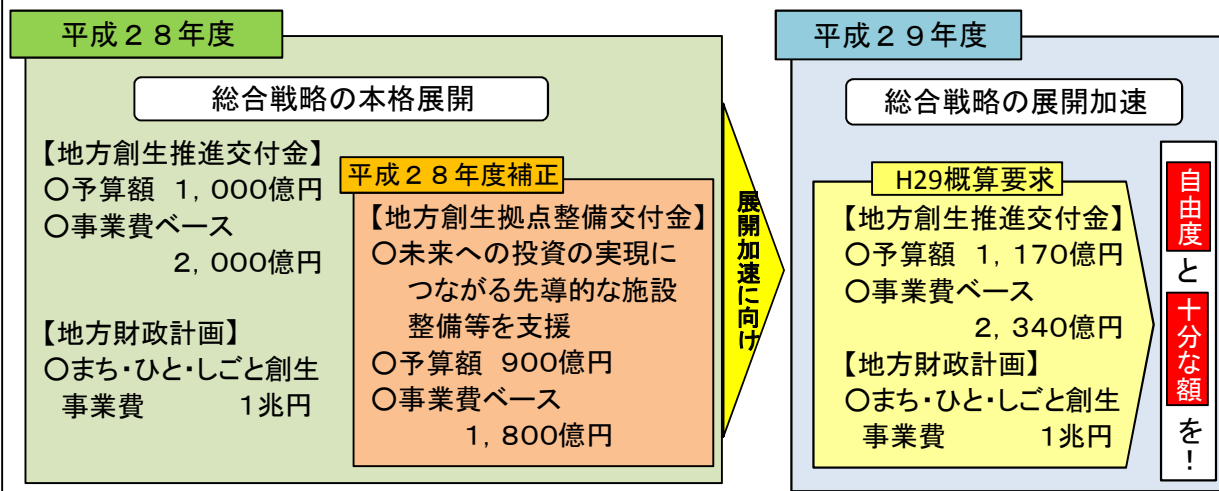 平成２８年度
総合戦略の本格展開
【地方創生推進交付金】
○予算額 １，０００億円
○事業費ベース
２，０００億円
【地方財政計画】
○まち・ひと・しごと創生
事業費 １兆円
平成２８年度補正
【地方創生拠点整備交付金】
○未来への投資の実現に
つながる先導的な施設
整備等を支援
○予算額 ９００億円
○事業費ベース
１，８００億円
展開加速に向け
平成２９年度
総合戦略の展開加速
H29概算要求
【地方創生推進交付金】
○予算額 １，１７０億円
○事業費ベース
２，３４０億円
【地方財政計画】
○まち・ひと・しごと創生
事業費 １兆円
自由度と十分な額を！